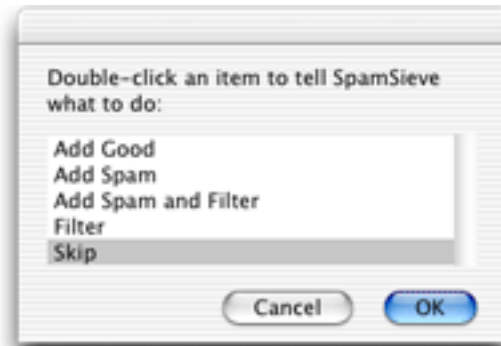 Double-click an item to tell SpamSieve
what to do:
Add Good
Add Spam
Add Spam and Filter
Filter
Skip
Cancel OK